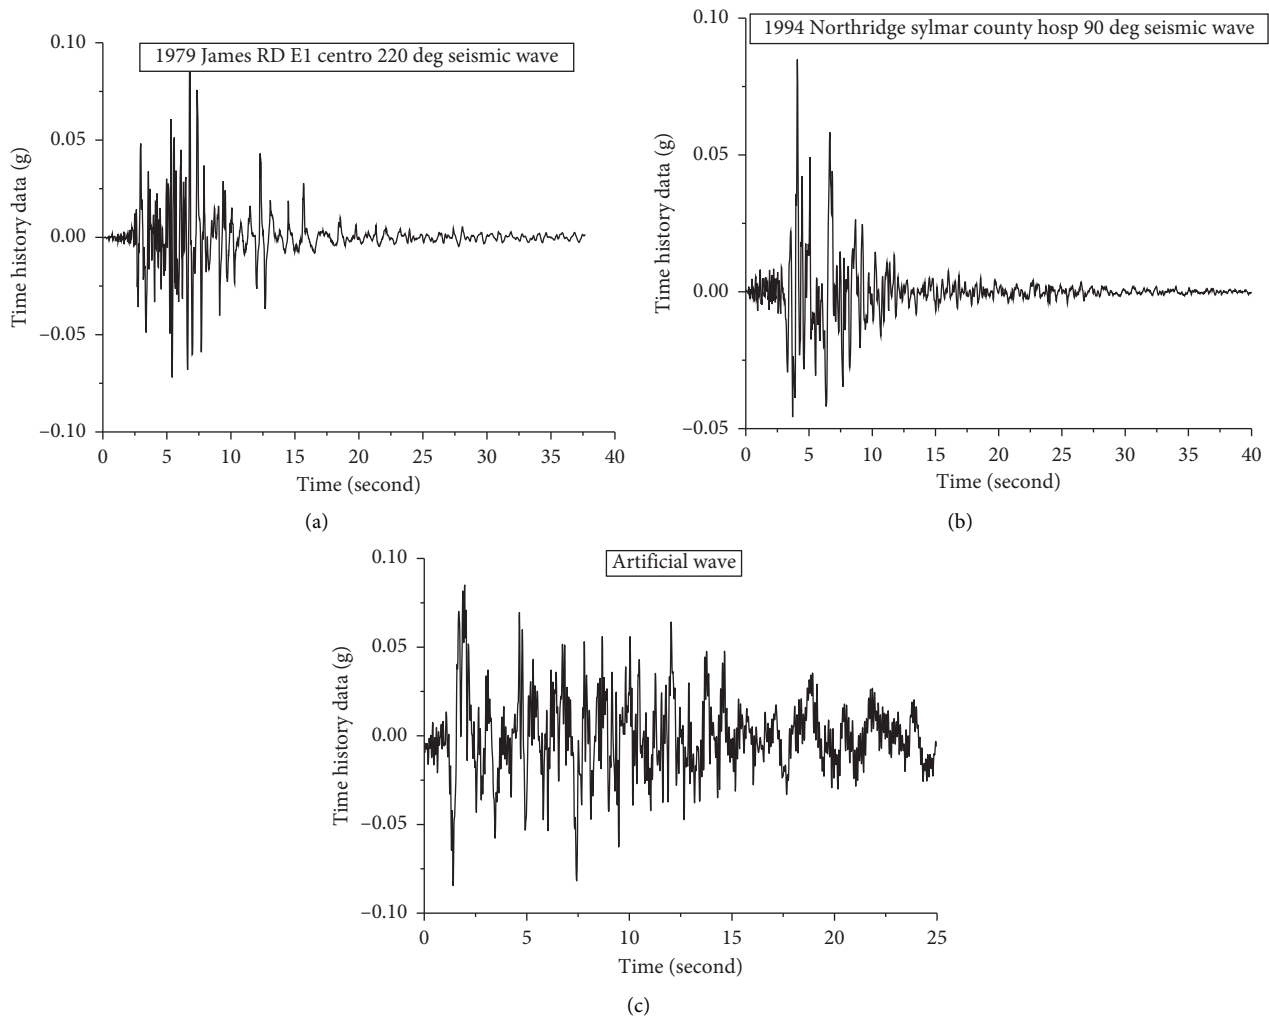 1979 James RD E1 centro 220 deg seismic wave
Time history data (g)
0.10
0.05
0.00
–0.05
–0.10
0 5 10 15 20 25 30 35 40
Time (second)
(a)
1994 Northridge sylmar county hosp 90 deg seismic wave
Time history data (g)
0.10
0.05
0.00
–0.05
0 5 10 15 20 25 30 35 40
Time (second)
(b)
Artificial wave
Time history data (g)
0.10
0.05
0.00
–0.05
–0.10
0 5 10 15 20 25
Time (second)
(c)